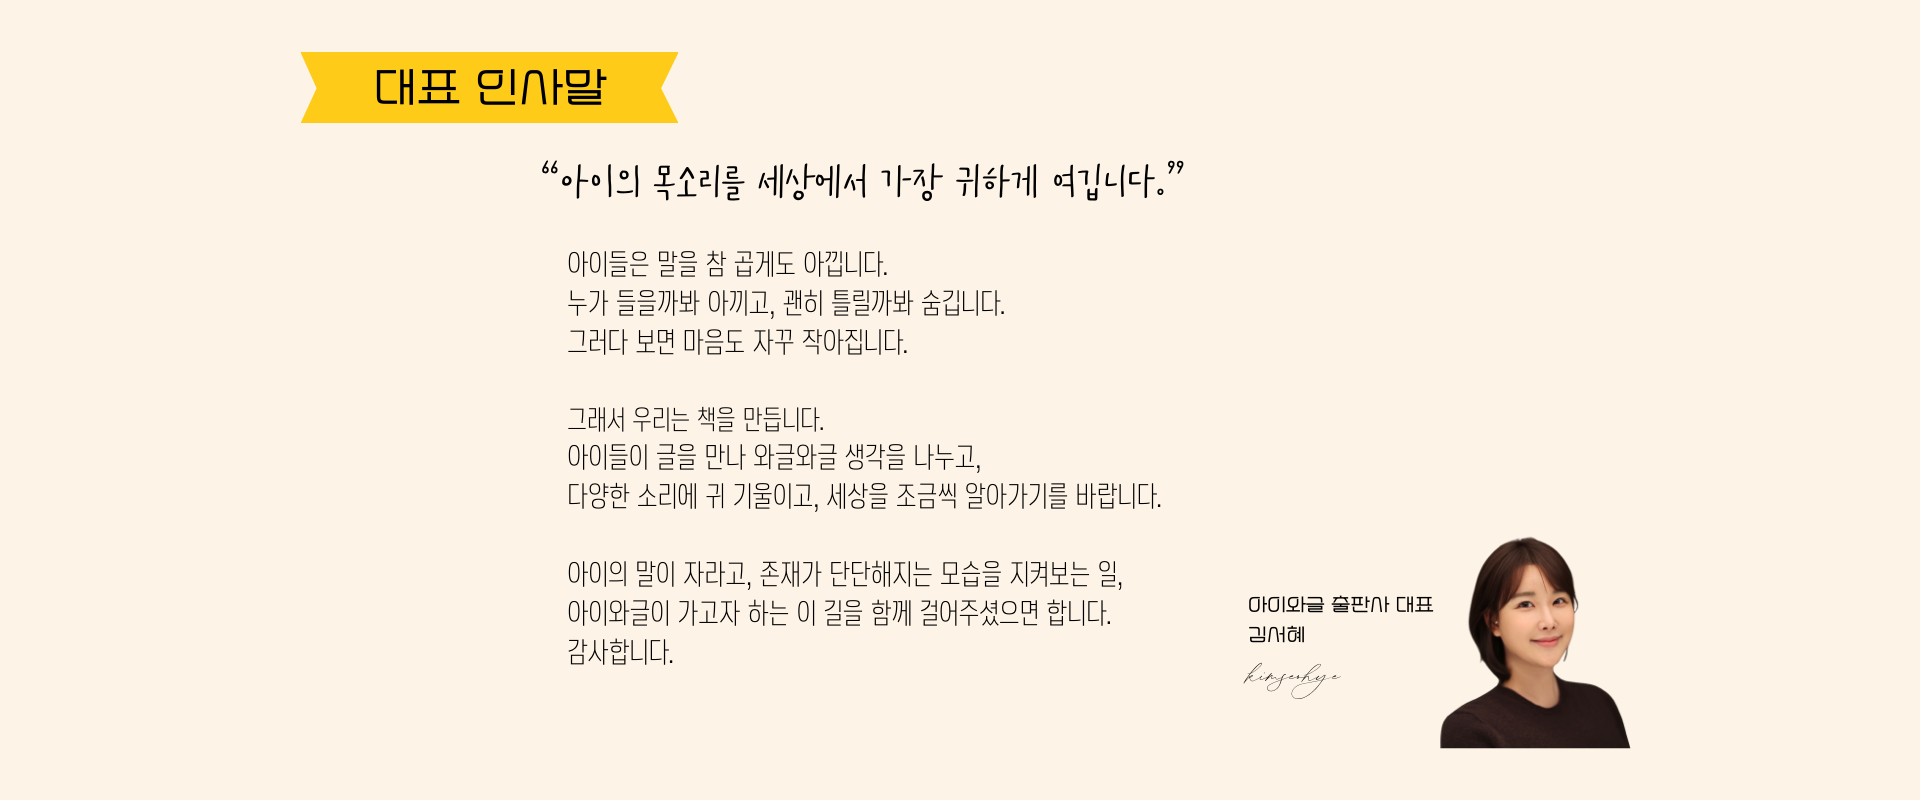 대표 인사말
“아이의 목소리를 세상에서 가장 귀하게 여깁니다.”
아이들은 말을 참 곱게도 아낍니다.
누가 들을까봐 아끼고, 괜히 틀릴까봐 숨깁니다.
그러다 보면 마음도 자꾸 작아집니다.
그래서 우리는 책을 만듭니다.
아이들이 글을 만나 와글와글 생각을 나누고,
다양한 소리에 귀 기울이고, 세상을 조금씩 알아가기를 바랍니다.
아이의 말이 자라고, 존재가 단단해지는 모습을 지켜보는 일,
아이와글이 가고자 하는 이 길을 함께 걸어주셨으면 합니다.
감사합니다.
아이와글 출판사 대표
김서혜
kimseohye